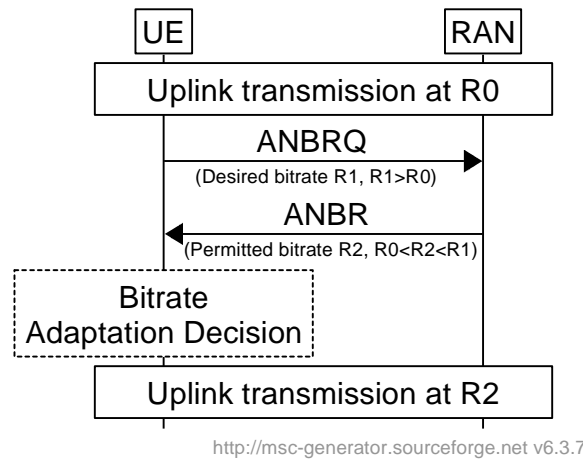 UE
RAN
Uplink transmission at R0
ANBRQ
(Desired bitrate R1, R1>R0)
ANBR
(Permitted bitrate R2, R0<R2<R1)
Bitrate
Adaptation Decision
Uplink transmission at R2
http://msc-generator.sourceforge.net v6.3.7